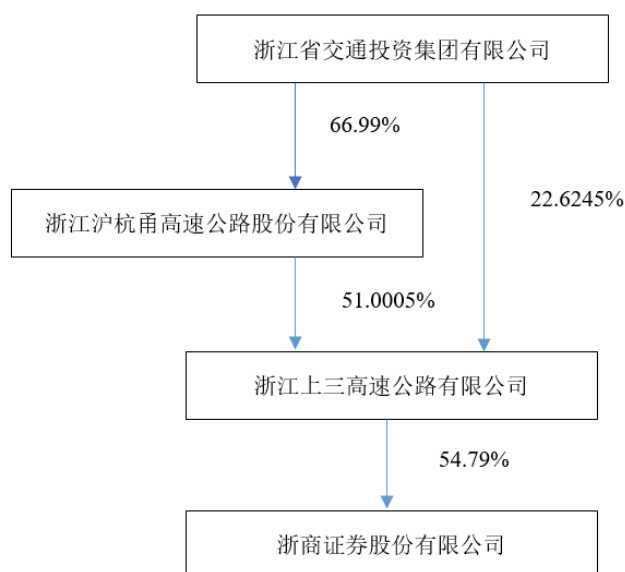 浙江省交通投资集团有限公司
66.99%
22.6245%
浙江沪杭甬高速公路股份有限公司
51.0005%
浙江上三高速公路有限公司
54.79%
浙商证券股份有限公司